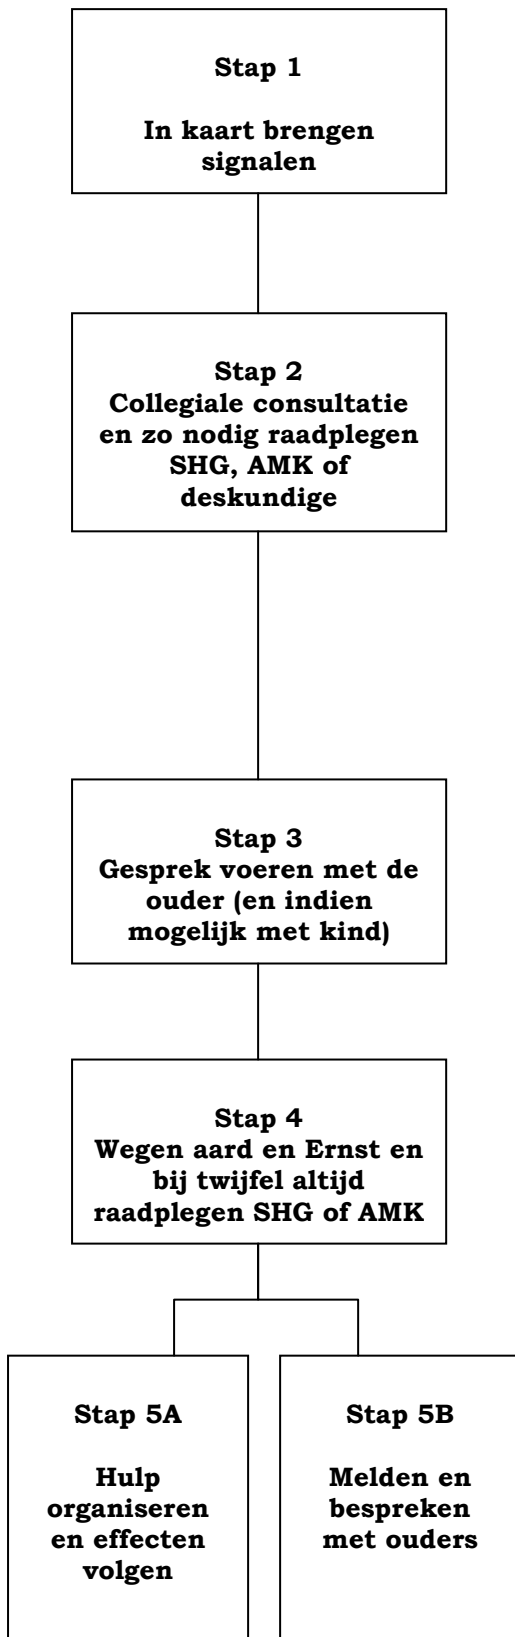 Stap 1
In kaart brengen
signalen
Stap 2
Collegiale consultatie
en zo nodig raadplegen
SHG, AMK of
deskundige
Stap 3
Gesprek voeren met de
ouder (en indien
mogelijk met kind)
Stap 4
Wegen aard en Ernst en
bij twijfel altijd
raadplegen SHG of AMK
Stap 5A
Hulp
organiseren
en effecten
volgen
Stap 5B
Melden en
bespreken
met ouders